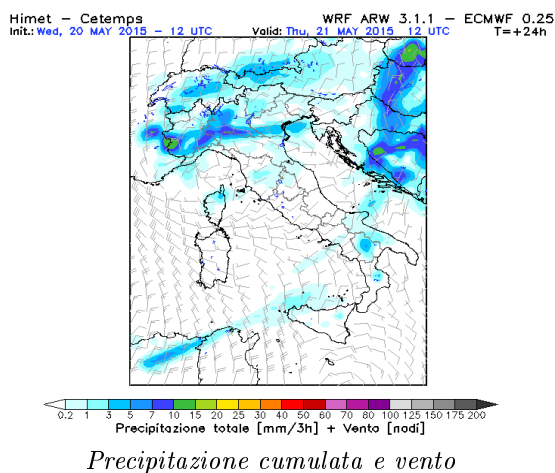 Himet – Cetemps WRF ARW 3.1.1 – ECMWF 0.25
Init.: Wed, 20 MAY 2015 – 12 UTC Valid: Thu, 21 MAY 2015 12 UTC T=+24h
0.2 1 3 5 7 10 15 20 25 30 40 50 60 70 80 100 125 150 175 200
Precipitazione totale [mm/3h] + Vento [nodi]
Precipitazione cumulata e vento